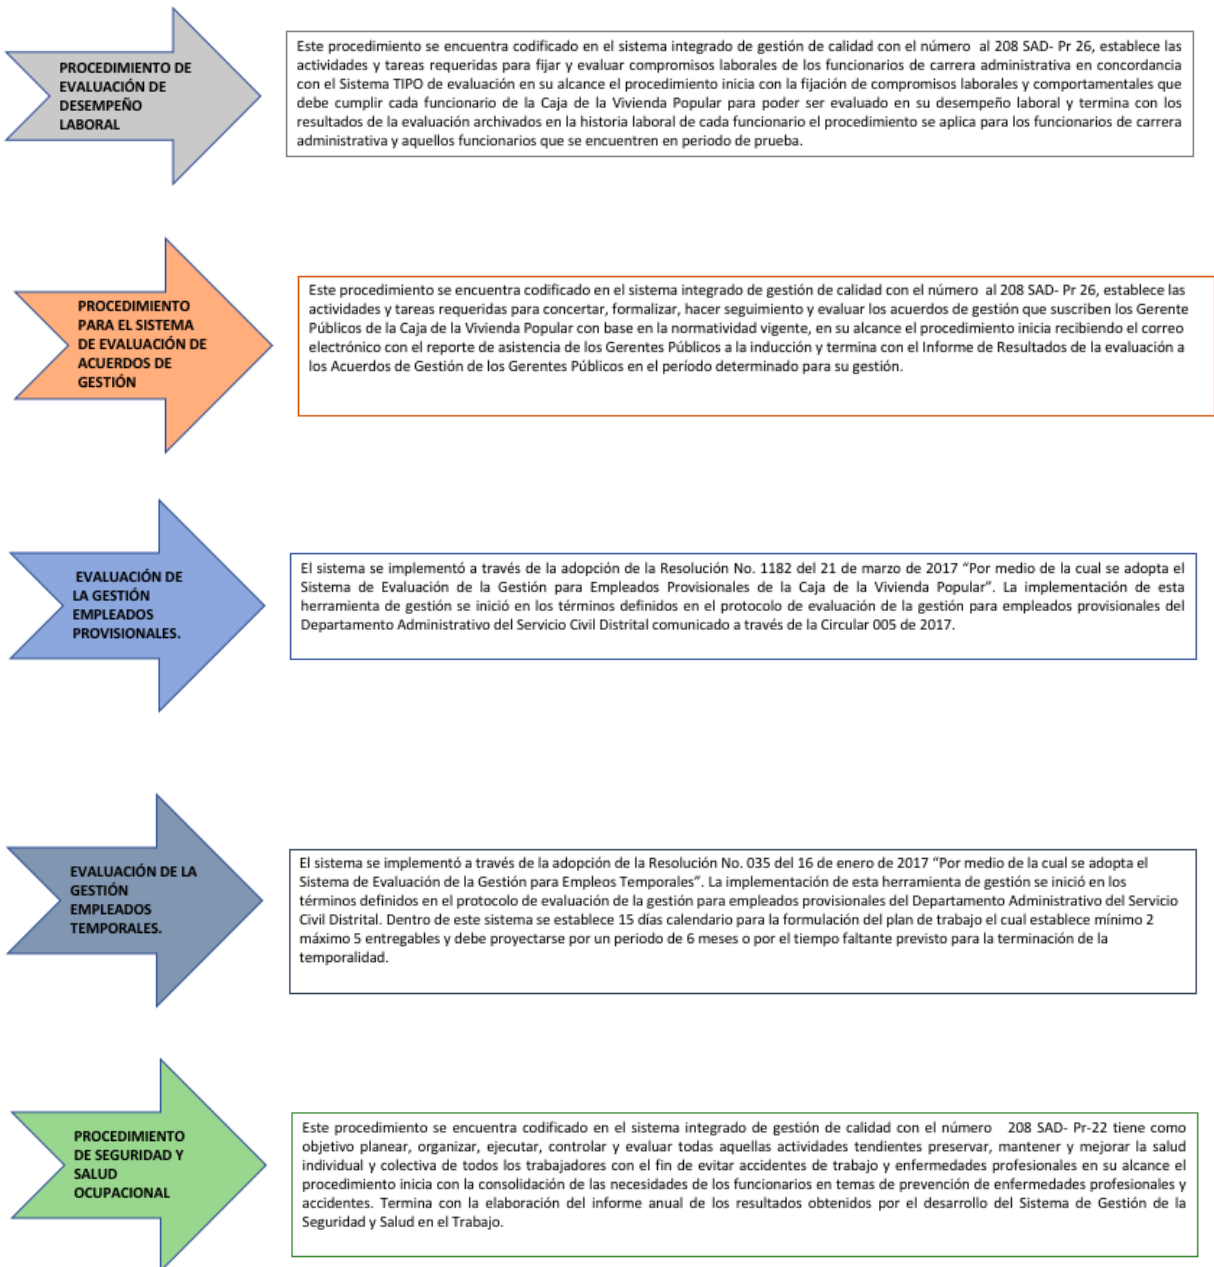 PROCEDIMIENTO DE
EVALUACIÓN DE
DESEMPEÑO
LABORAL
Este procedimiento se encuentra codificado en el sistema integrado de gestión de calidad con el número al 208 SAD- Pr 26, establece las
actividades y tareas requeridas para fijar y evaluar compromisos laborales de los funcionarios de carrera administrativa en concordancia
con el Sistema TIPO de evaluación en su alcance el procedimiento inicia con la fijación de compromisos laborales y comportamentales que
debe cumplir cada funcionario de la Caja de la Vivienda Popular para poder ser evaluado en su desempeño laboral y termina con los
resultados de la evaluación archivados en la historia laboral de cada funcionario el procedimiento se aplica para los funcionarios de carrera
administrativa y aquellos funcionarios que se encuentren en periodo de prueba.
PROCEDIMIENTO
PARA EL SISTEMA
DE EVALUACIÓN DE
ACUERDOS DE
GESTIÓN
Este procedimiento se encuentra codificado en el sistema integrado de gestión de calidad con el número al 208 SAD- Pr 26, establece las
actividades y tareas requeridas para concertar, formalizar, hacer seguimiento y evaluar los acuerdos de gestión que suscriben los Gerente
Públicos de la Caja de la Vivienda Popular con base en la normatividad vigente, en su alcance el procedimiento inicia recibiendo el correo
electrónico con el reporte de asistencia de los Gerentes Públicos a la inducción y termina con el Informe de Resultados de la evaluación a
los Acuerdos de Gestión de los Gerentes Públicos en el período determinado para su gestión.
EVALUACIÓN DE
LA GESTIÓN
EMPLEADOS
PROVISIONALES.
El sistema se implementó a través de la adopción de la Resolución No. 1182 del 21 de marzo de 2017 “Por medio de la cual se adopta el
Sistema de Evaluación de la Gestión para Empleados Provisionales de la Caja de la Vivienda Popular”. La implementación de esta
herramienta de gestión se inició en los términos definidos en el protocolo de evaluación de la gestión para empleados provisionales del
Departamento Administrativo del Servicio Civil Distrital comunicado a través de la Circular 005 de 2017.
EVALUACIÓN DE LA
GESTIÓN
EMPLEADOS
TEMPORALES.
El sistema se implementó a través de la adopción de la Resolución No. 035 del 16 de enero de 2017 “Por medio de la cual se adopta el
Sistema de Evaluación de la Gestión para Empleos Temporales”. La implementación de esta herramienta de gestión se inició en los
términos definidos en el protocolo de evaluación de la gestión para empleados provisionales del Departamento Administrativo del Servicio
Civil Distrital. Dentro de este sistema se establece 15 días calendario para la formulación del plan de trabajo el cual establece mínimo 2
máximo 5 entregables y debe proyectarse por un periodo de 6 meses o por el tiempo faltante previsto para la terminación de la
temporalidad.
PROCEDIMIENTO
DE SEGURIDAD Y
SALUD
OCUPACIONAL
Este procedimiento se encuentra codificado en el sistema integrado de gestión de calidad con el número 208 SAD- Pr-22 tiene como
objetivo planear, organizar, ejecutar, controlar y evaluar todas aquellas actividades tendientes preservar, mantener y mejorar la salud
individual y colectiva de todos los trabajadores con el fin de evitar accidentes de trabajo y enfermedades profesionales en su alcance el
procedimiento inicia con la consolidación de las necesidades de los funcionarios en temas de prevención de enfermedades profesionales y
accidentes. Termina con la elaboración del informe anual de los resultados obtenidos por el desarrollo del Sistema de Gestión de la
Seguridad y Salud en el Trabajo.